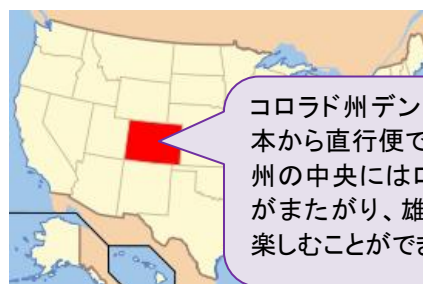 コロラド州デン
本から直行便で
州の中央にはロ
がまたがり、雄
楽しむことができ